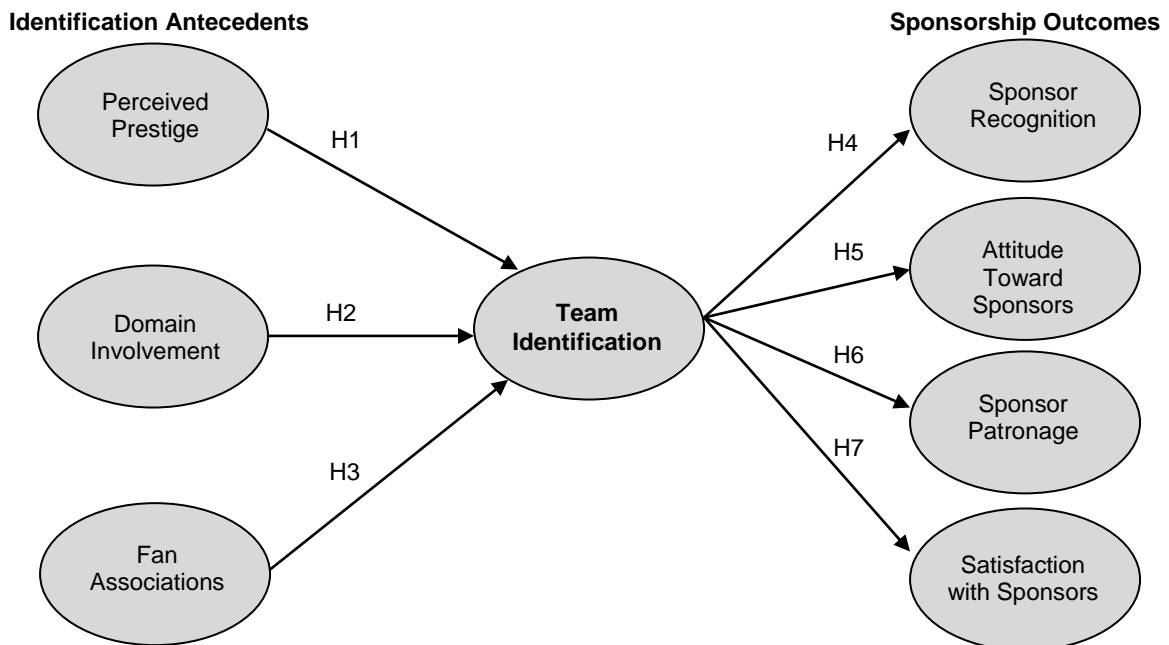 Identification Antecedents
Sponsorship Outcomes
Perceived
Prestige
H1
Domain
Involvement
H2
Fan
Associations
H3
Team
Identification
H4
Sponsor
Recognition
H5
Attitude
Toward
Sponsors
H6
Sponsor
Patronage
H7
Satisfaction
with Sponsors